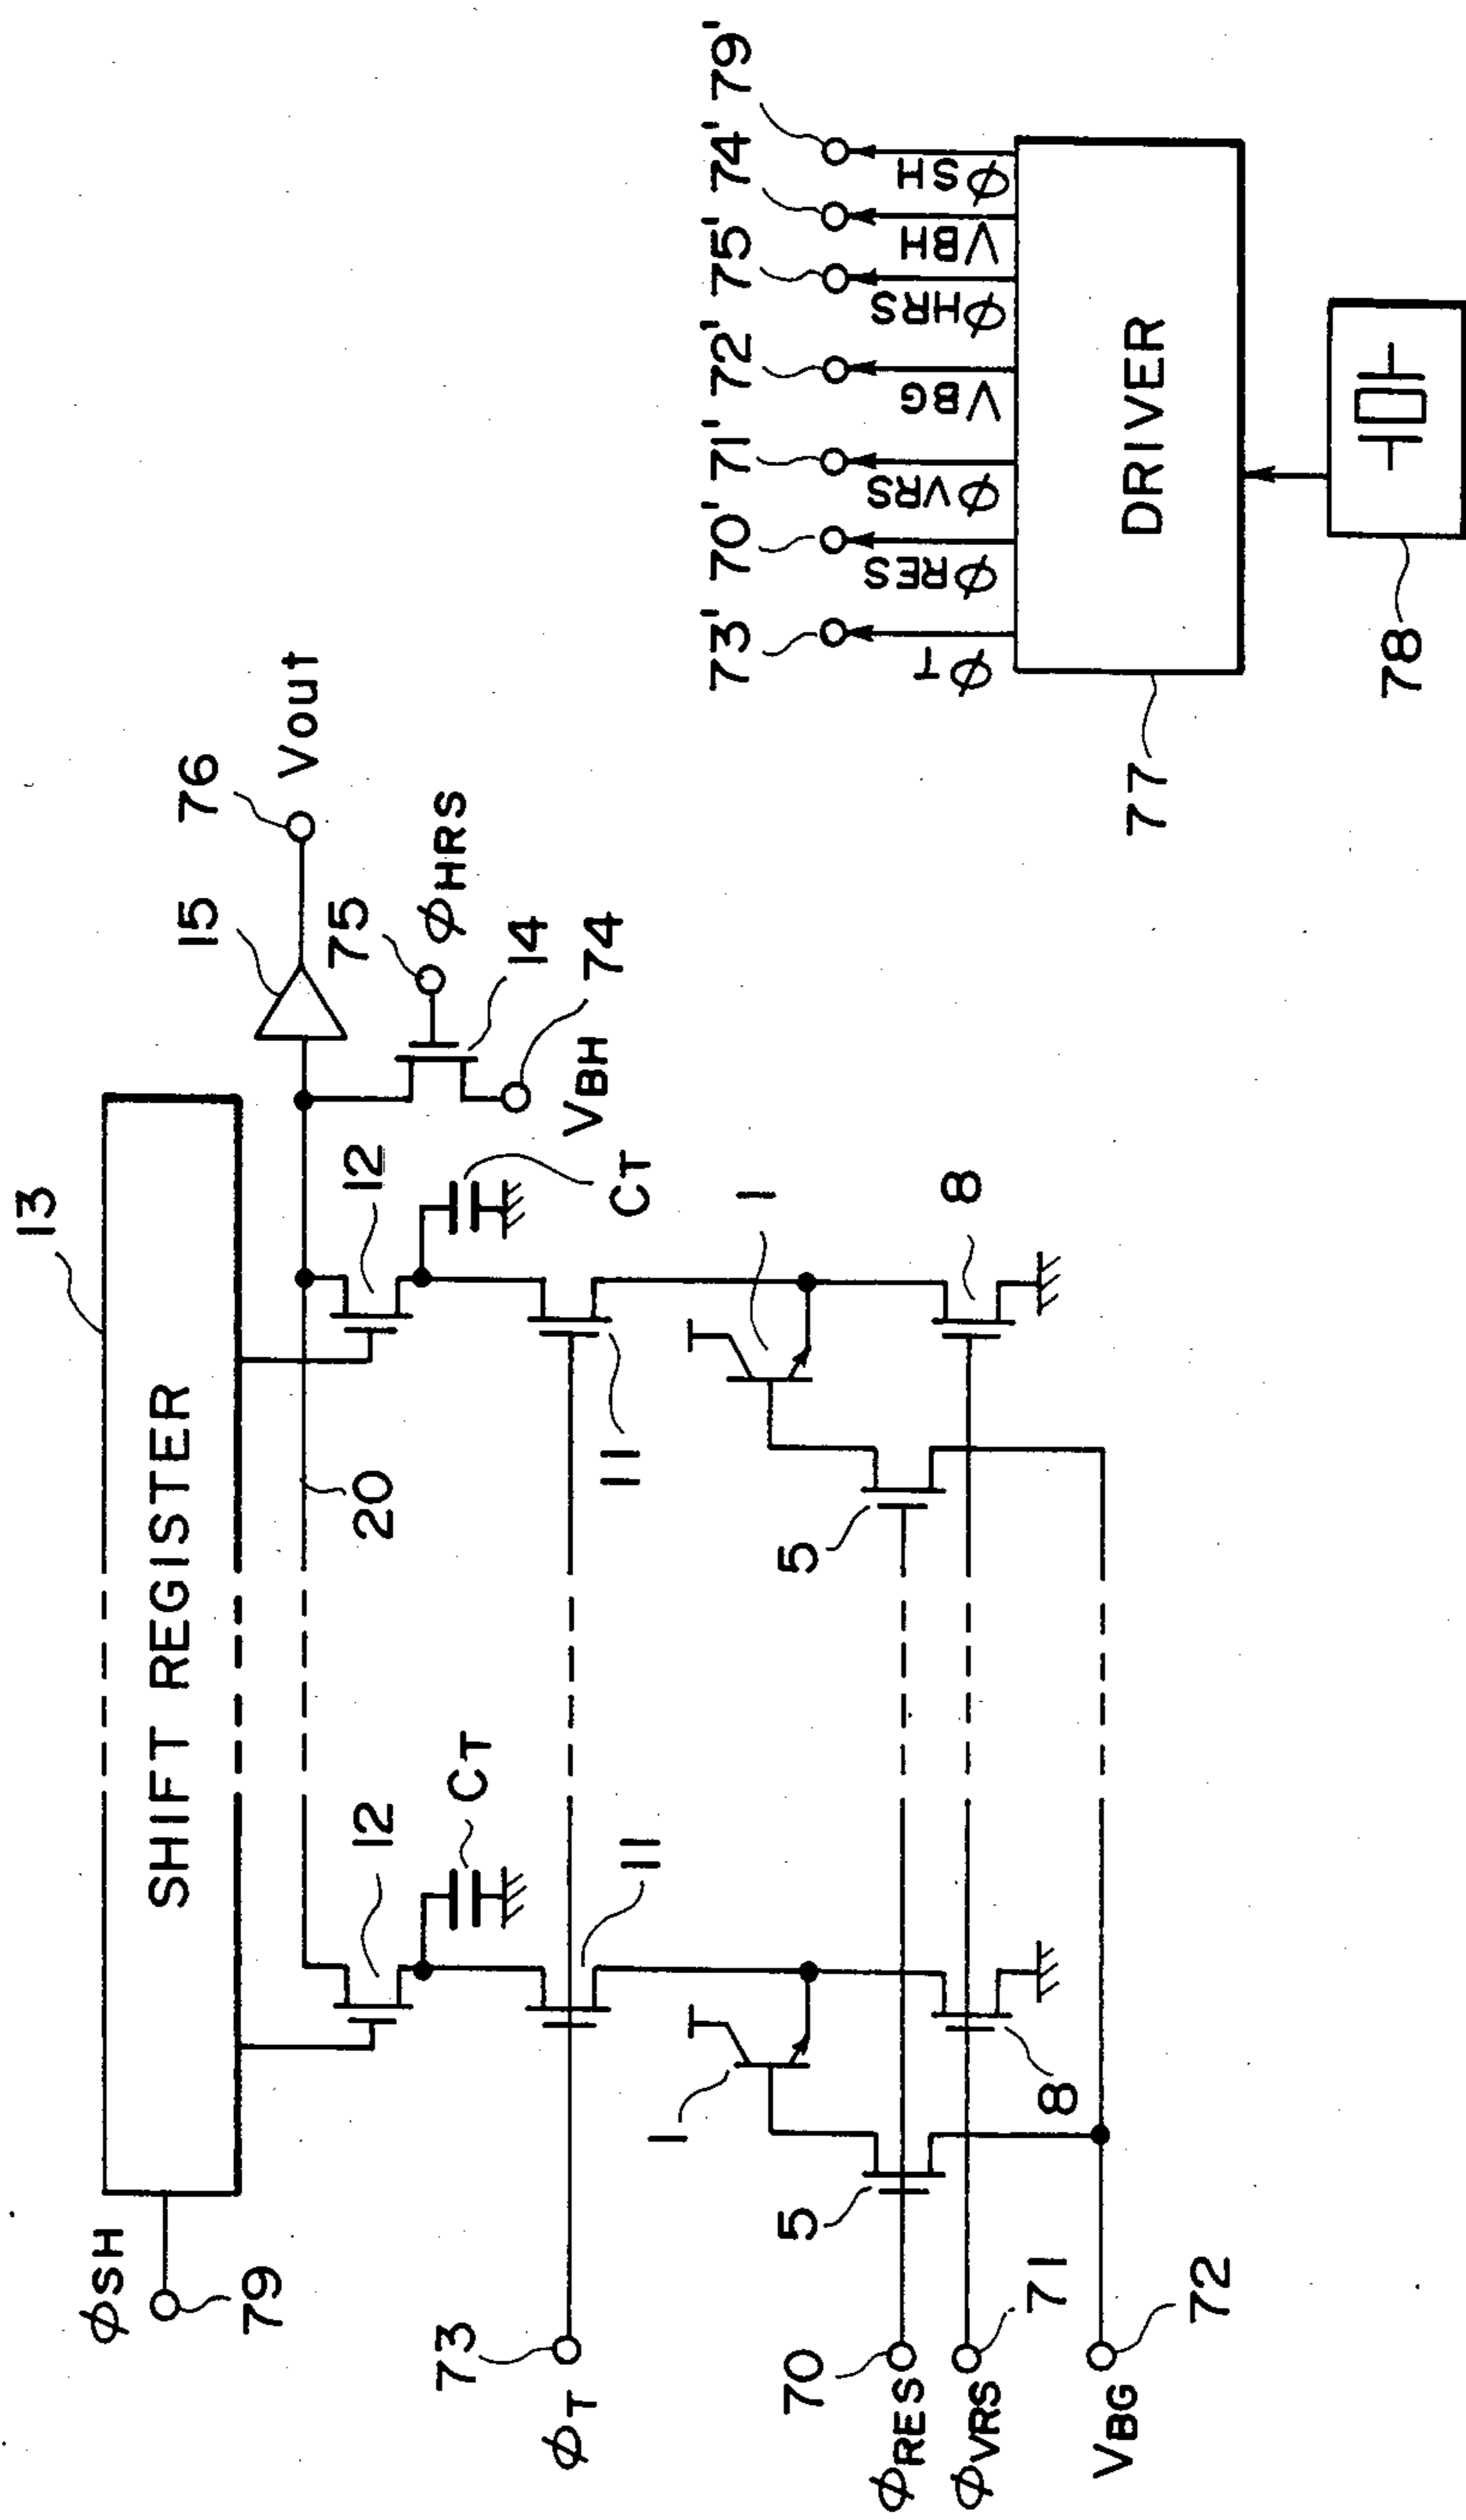 13
SHIFT REGISTER
φSH
79
20
12
12
CT
CT
15
76
Vout
75
φHRS
14
74
VBH
73
φT
11
11
1
1
5
5
8
8
70
φRES
φVRS
71
VBG
72
73'
70'
71'
72'
75'
74'
79'
φT
φRES
φVRS
VBG
φHRS
VBH
φSH
DRIVER
77
78